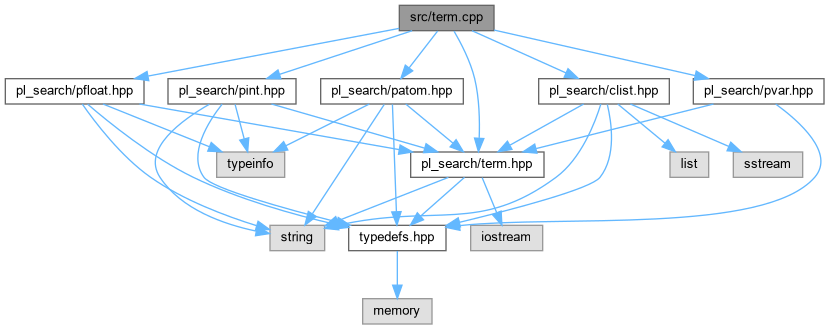 src/term.cpp
pl_search/pfloat.hpp
pl_search/pint.hpp
pl_search/patom.hpp
pl_search/clist.hpp
pl_search/pvar.hpp
typeinfo
pl_search/term.hpp
list
sstream
string
typedefs.hpp
iostream
memory